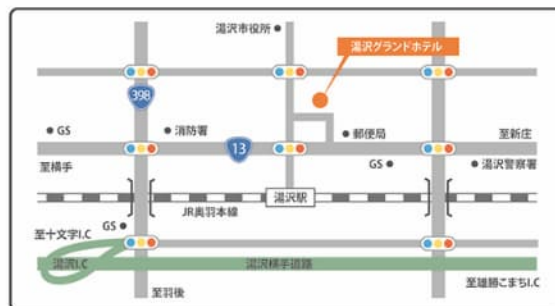 湯沢市役所
湯沢グランドホテル
398
GS
消防署
13
郵便局
至新庄
至横手
GS
湯沢警察署
湯沢駅
JR奥羽本線
GS
至十文字I.C
湯沢I.C
湯沢横手道路
至羽後
至雄勝こまちI.C